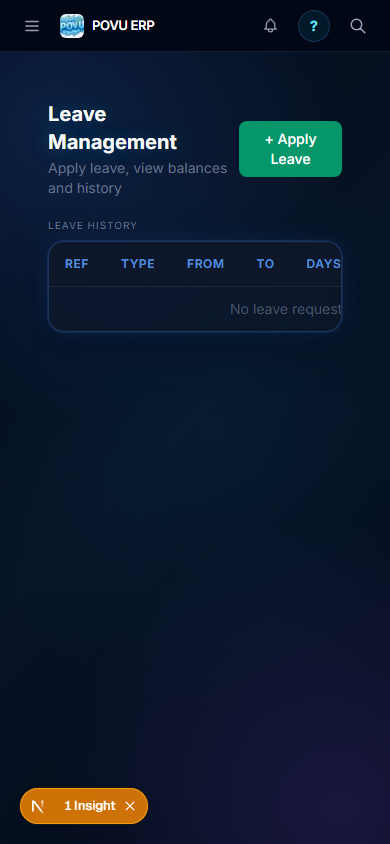 POVU
POVU ERP
?
Leave
Management
Apply leave, view balances
and history
+ Apply
Leave
LEAVE HISTORY
REF TYPE FROM TO DAYS
No leave request
N 1 Insight